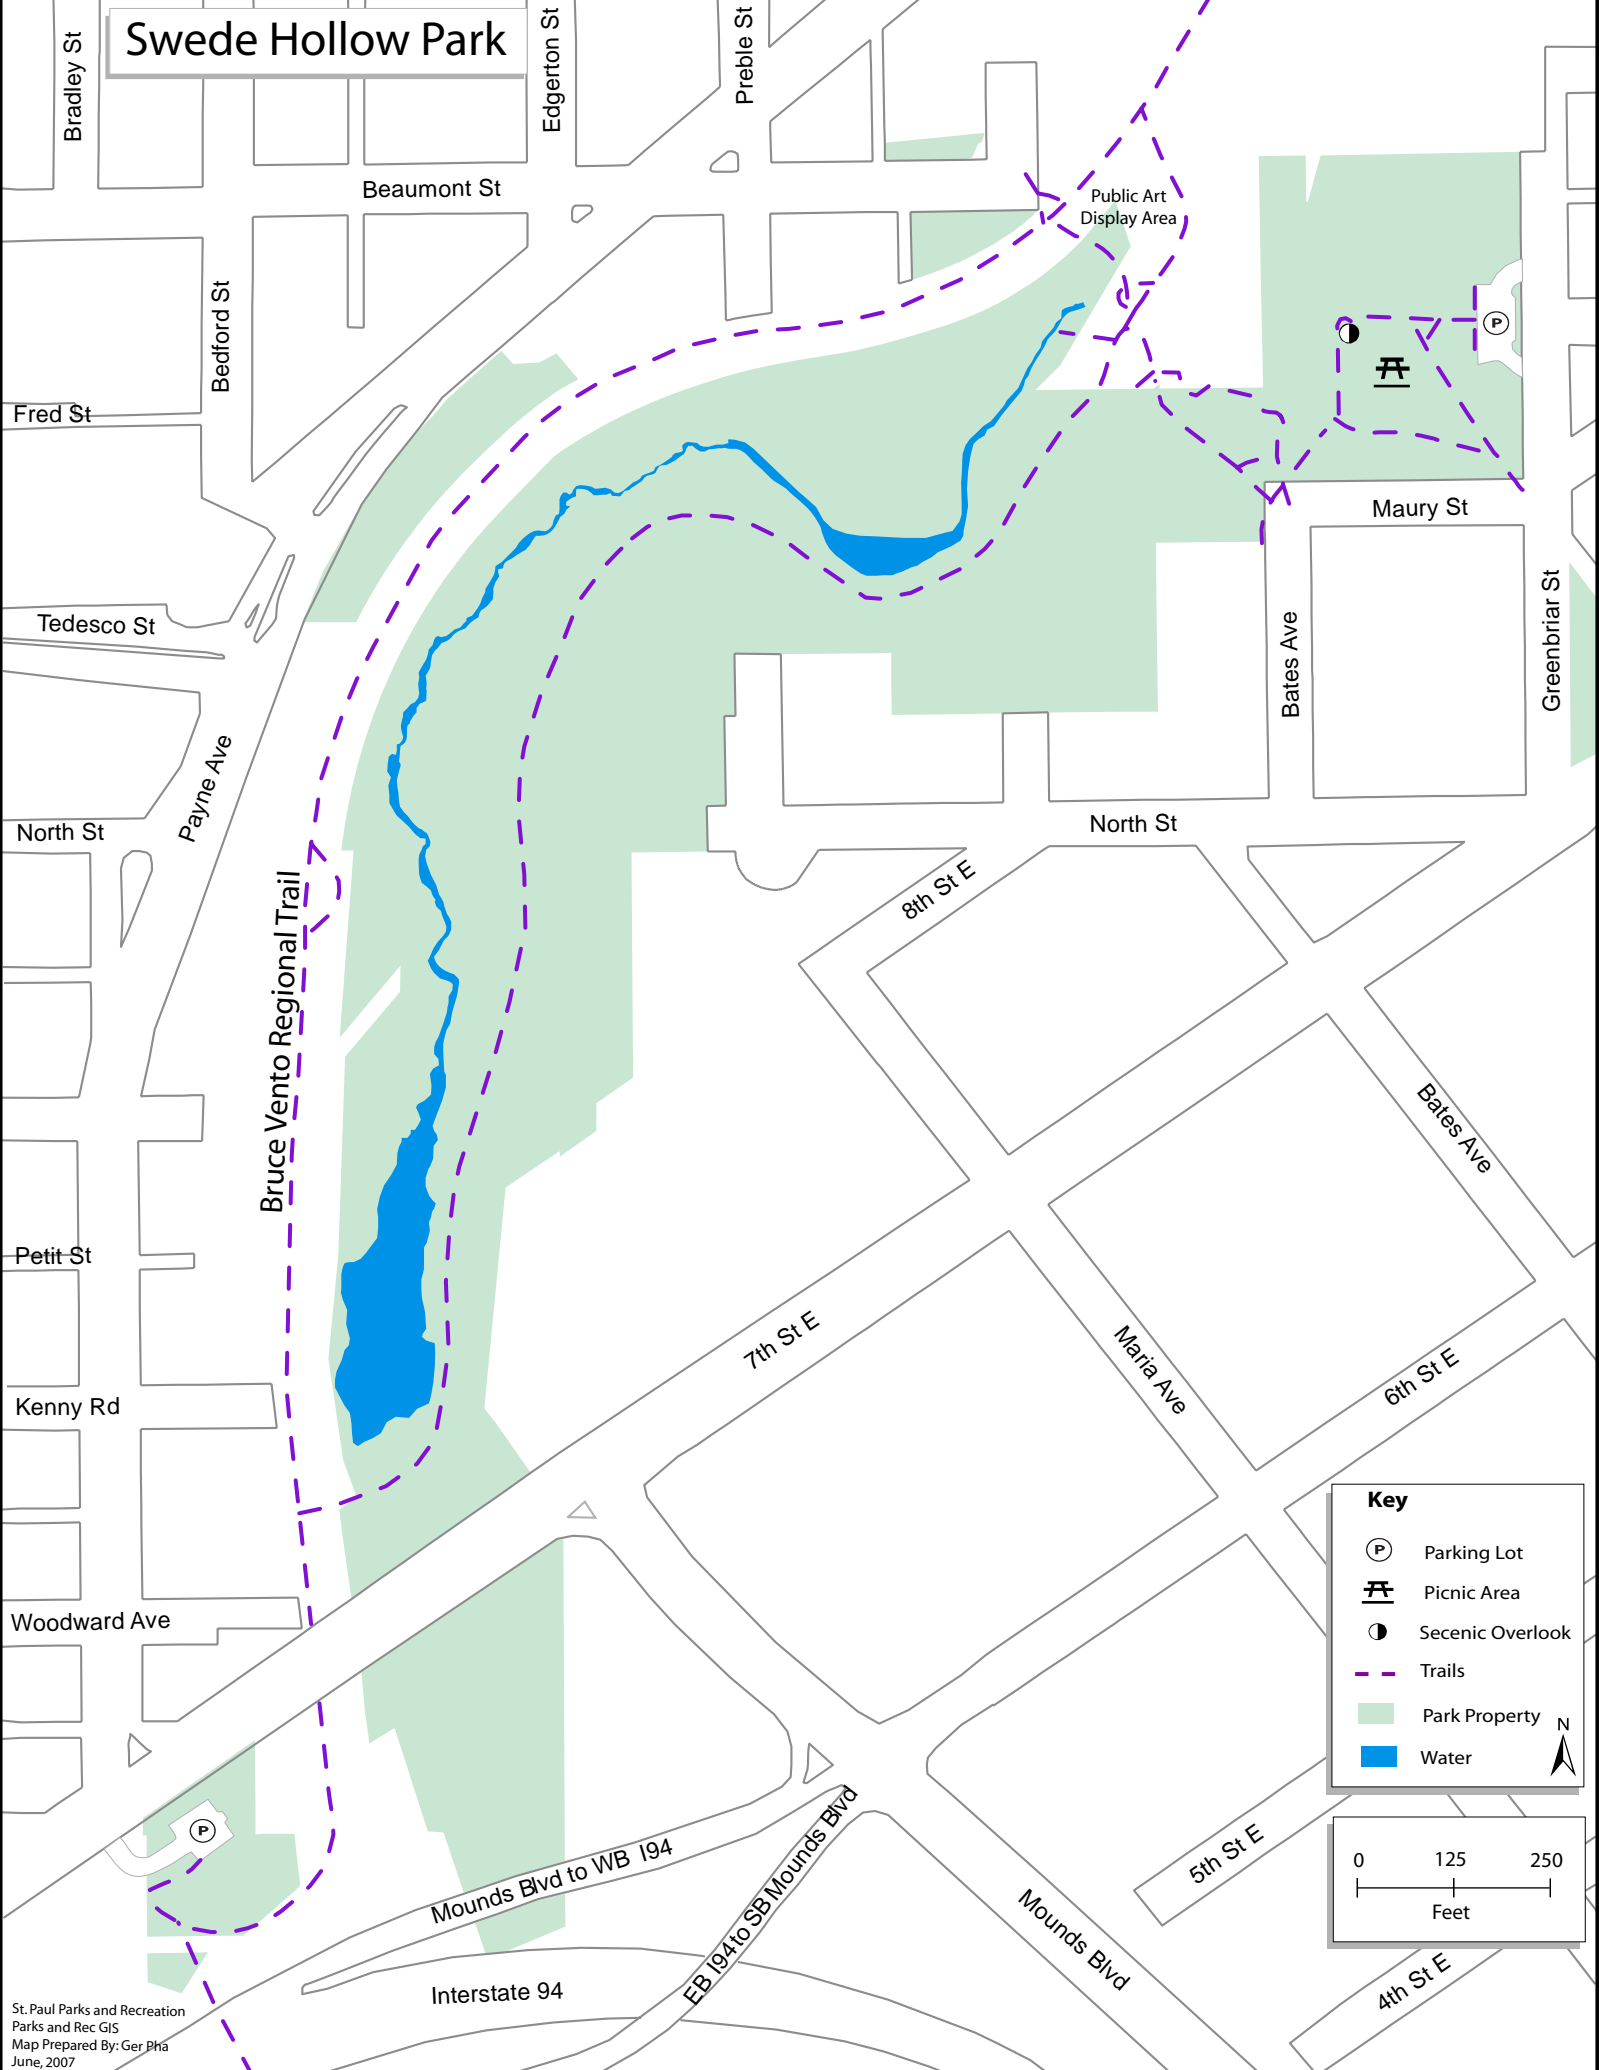 Swede Hollow Park
Bradley St
Edgerton St
Preble St
Beaumont St
Public Art
Display Area
Bedford St
P
Fred St
Maury St
Tedesco St
Greenbriar St
Bates Ave
Payne Ave
North St
North St
8th St E
Bruce Vento Regional Trail
Bates Ave
Petit St
7th St E
Maria Ave
6th St E
Kenny Rd
Woodward Ave
Key
P Parking Lot
Picnic Area
Secenic Overlook
Trails
Park Property
N
Water
P
Mounds Blvd to WB I94
EB I94 to SB Mounds Blvd
5th St E
Mounds Blvd
0 125 250
Feet
Interstate 94
4th St E
St. Paul Parks and Recreation
Parks and Rec GIS
Map Prepared By: Ger Pha
June, 2007